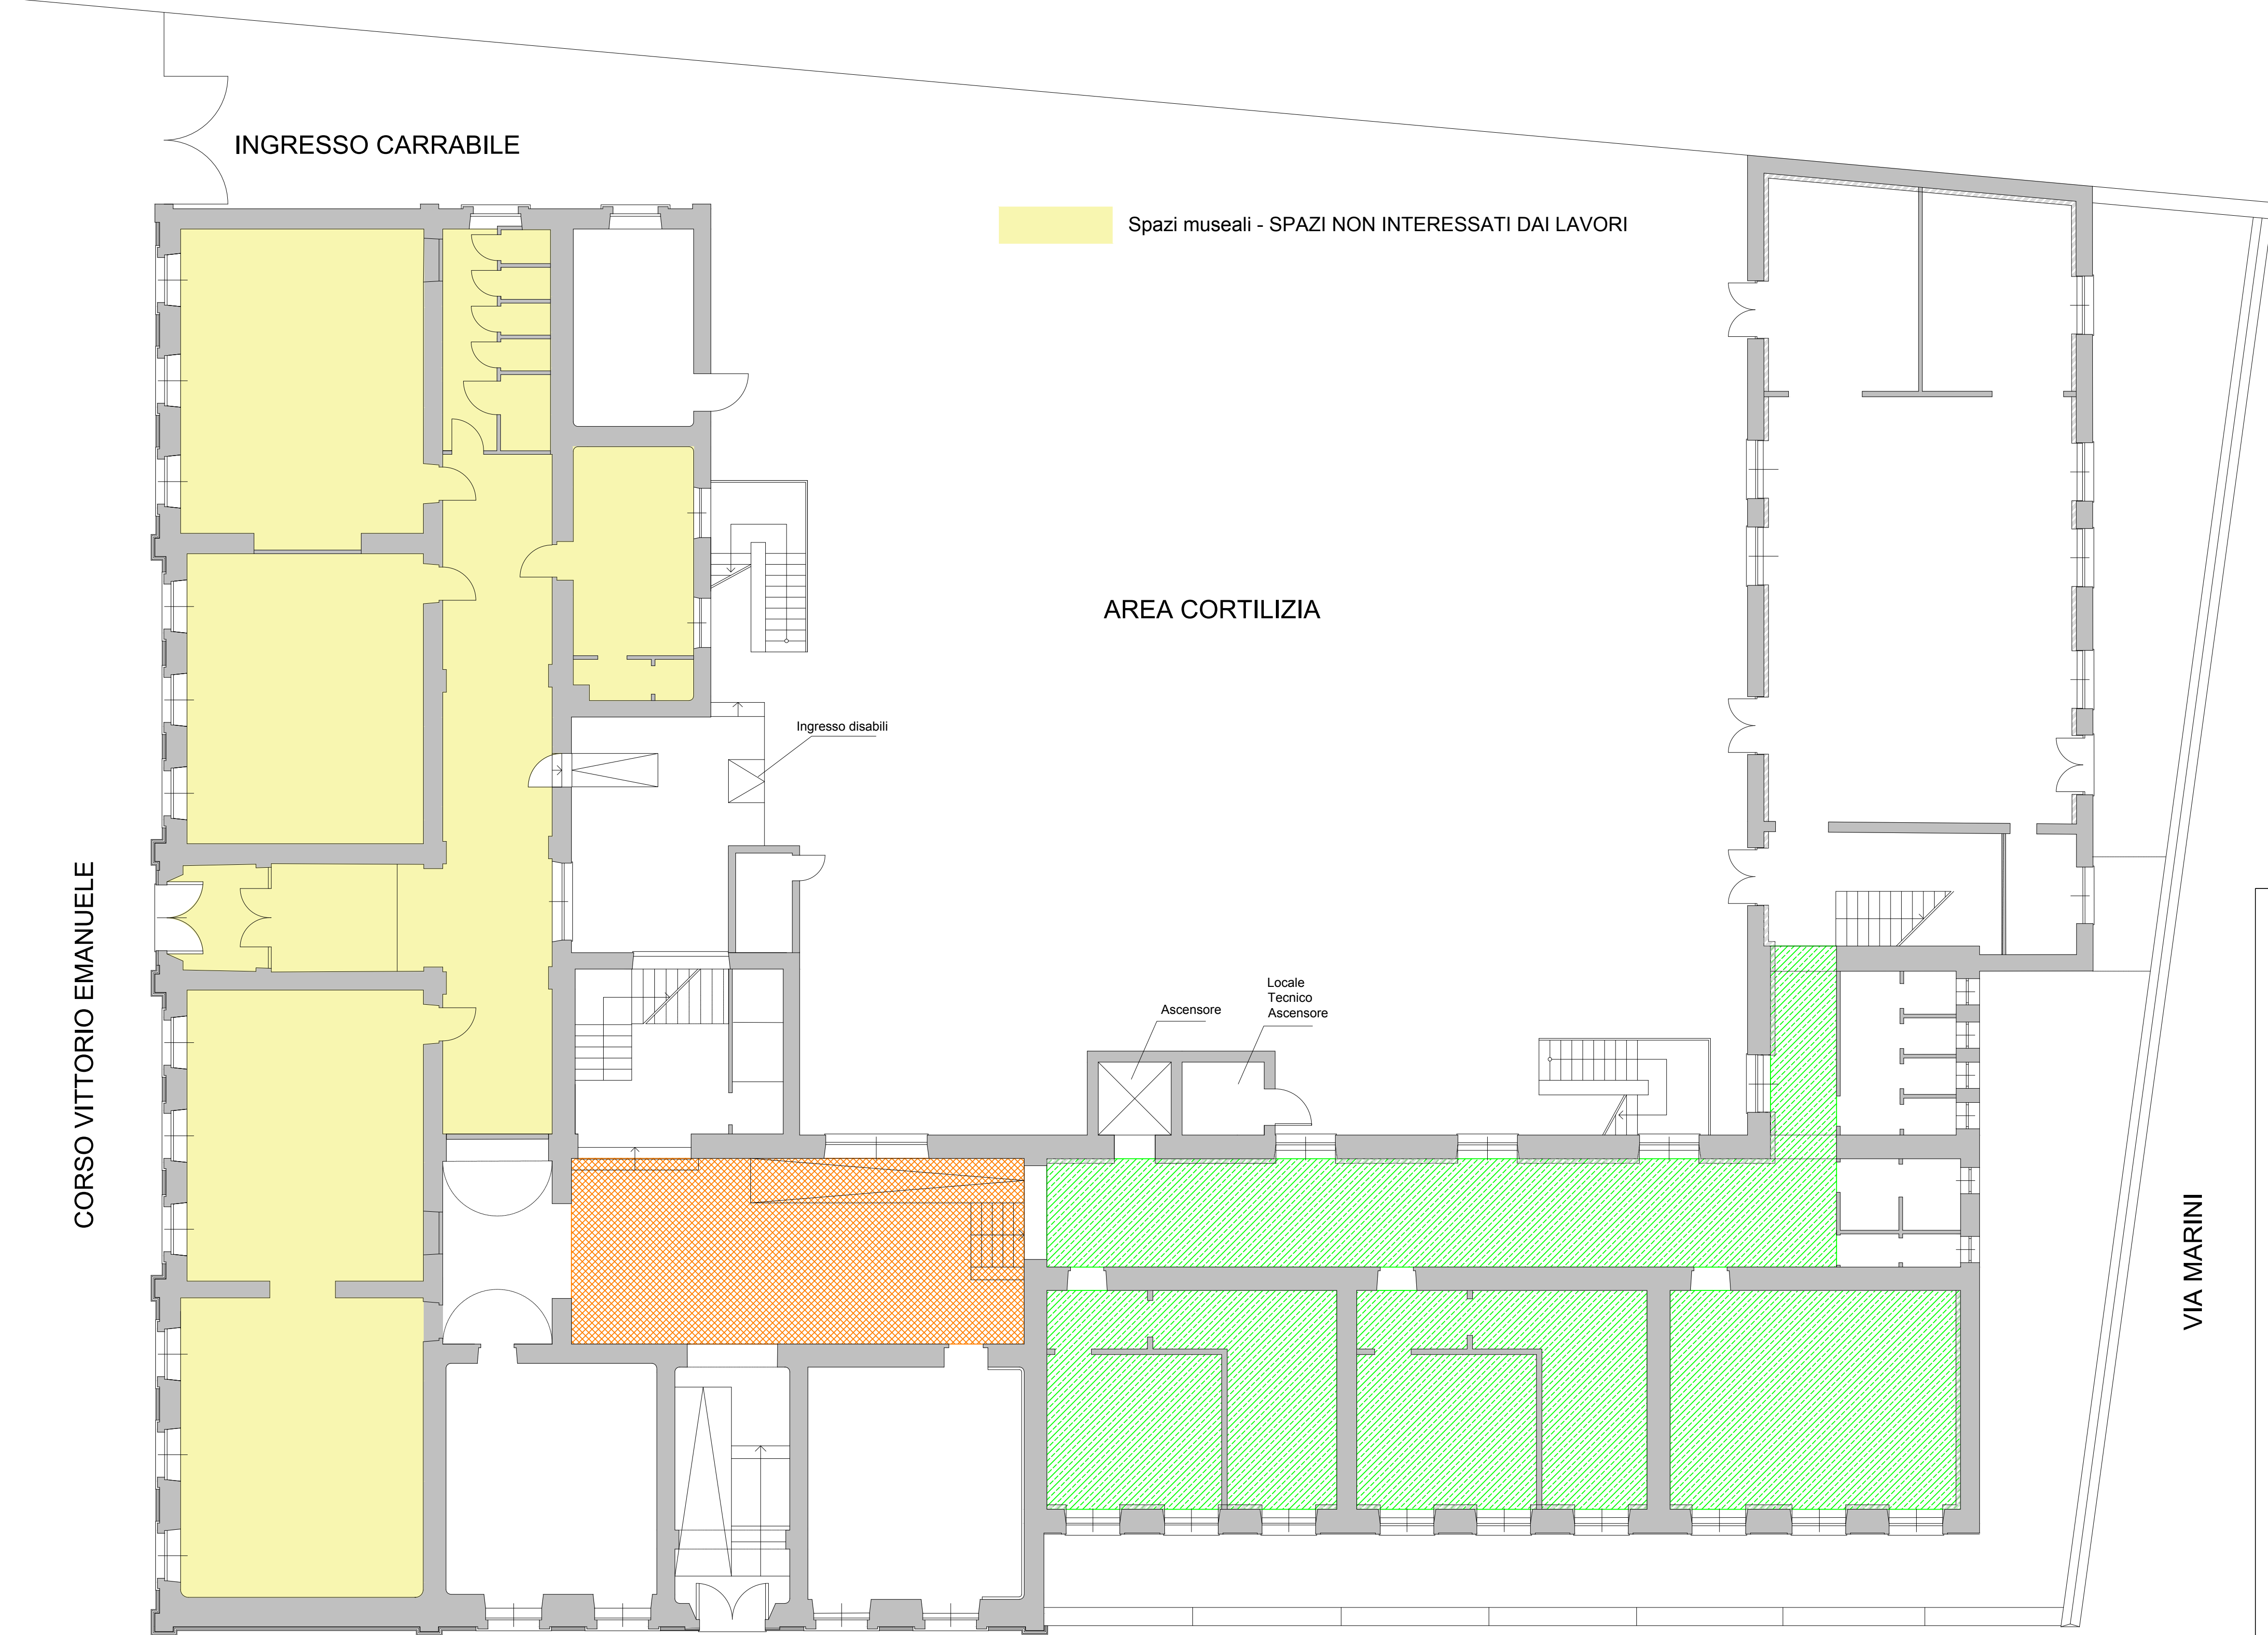 INGRESSO CARRABILE
Spazi museali - SPAZI NON INTERESSATI DAI LAVORI
AREA CORTILIZIA
Ingresso disabili
CORSO VITTORIO EMANUELE
Ascensore
Locale
Tecnico
Ascensore
VIA MARINI